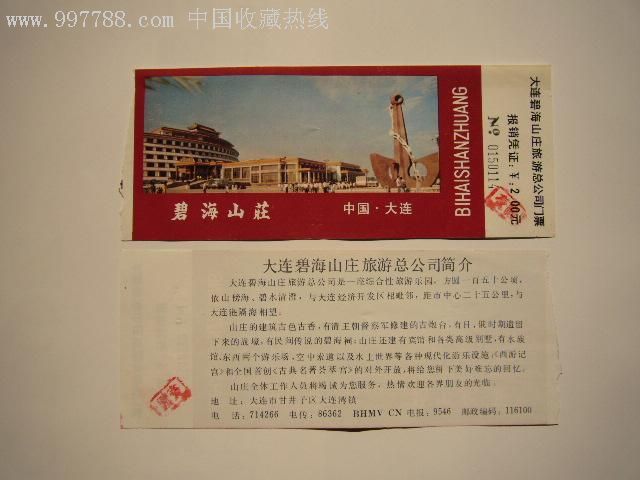 www.997788.com 中国收藏热线
碧海山莊
中国·大连
BIHAISHANZHUANG
大连碧海山庄旅游总公司门票
报销凭证:￥:2.00元
No 015011
大连碧海山庄旅游总公司简介
大连碧海山庄旅游总公司是一座综合性旅游乐园，方圆一百五十公顷，
依山傍海、碧水清澄，与大连经济开发区相毗邻，距市中心二十五公里，与
大连港隔海相望。
山庄的建筑古色古香，有清王朝督察军修建的古炮台，有日、俄时期遗留
下来的战壕，有民间传说的碧海祠；山庄还建有宾馆和各类高级别墅，有水族
馆、东西两个游乐场、空中索道以及水上世界等各种现代化游乐设施，《西游记
宫》和全国首创《古典名著荟萃宫》的对外开放，将给您留下美好难忘的回忆。
山庄全体工作人员将竭诚为您服务，热情欢迎各界朋友的光临。
地 址：大连市甘井子区大连湾镇
电 话：714266 电传：86362 BHMV CN 电报：9546 邮政编码：116100